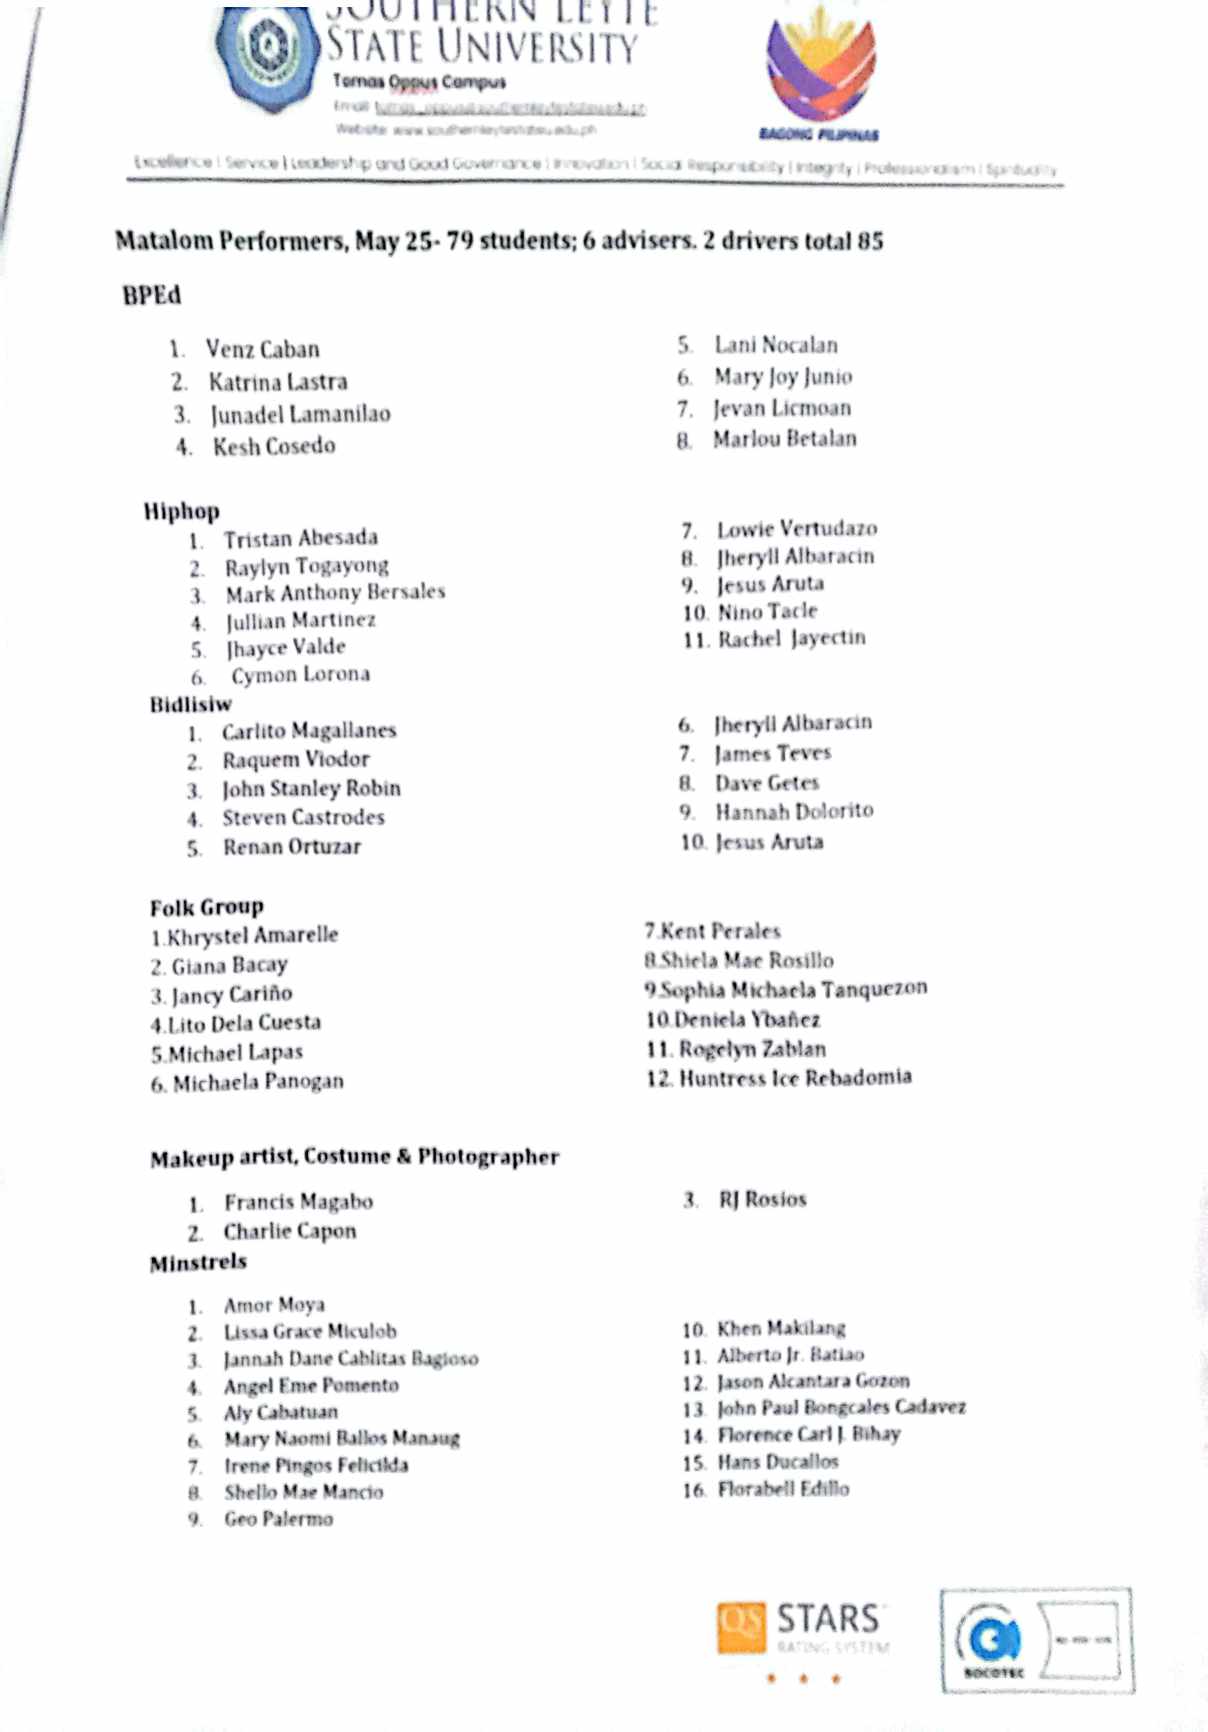 SOUTHERN LEYTE
STATE UNIVERSITY
Tomas Oppus Campus
Website: www.southernleytestateu.edu.ph
BAGONG PILIPINAS
Excellence | Service | Leadership and Good Governance | Innovation | Social Responsibility | Integrity | Professionalism | Spirituality
Matalom Performers, May 25- 79 students; 6 advisers. 2 drivers total 85
BPEd
1. Venz Caban
2. Katrina Lastra
3. Junadel Lamanilao
4. Kesh Cosedo
5. Lani Nocalan
6. Mary Joy Junio
7. Jevan Licmoan
8. Marlou Betalan
Hiphop
1. Tristan Abesada
2. Raylyn Togayong
3. Mark Anthony Bersales
4. Jullian Martinez
5. Jhayce Valde
6. Cymon Lorona
7. Lowie Vertudazo
8. Jheryll Albaracin
9. Jesus Aruta
10. Nino Tacle
11. Rachel Jayectin
Bidlisiw
1. Carlito Magallanes
2. Raquem Viodor
3. John Stanley Robin
4. Steven Castrodes
5. Renan Ortuzar
6. Jheryll Albaracin
7. James Teves
8. Dave Getes
9. Hannah Dolorito
10. Jesus Aruta
Folk Group
1.Khrystel Amarelle
2. Giana Bacay
3. Jancy Cariño
4.Lito Dela Cuesta
5.Michael Lapas
6. Michaela Panogan
7.Kent Perales
8.Shiela Mae Rosillo
9.Sophia Michaela Tanquezon
10.Deniela Ybañez
11. Rogelyn Zablan
12. Huntress Ice Rebadomia
Makeup artist, Costume & Photographer
1. Francis Magabo
2. Charlie Capon
3. RJ Rosios
Minstrels
1. Amor Moya
2. Lissa Grace Miculob
3. Jannah Dane Cablitas Bagioso
4. Angel Eme Pomento
5. Aly Cabatuan
6. Mary Naomi Ballos Manaug
7. Irene Pingos Felicilda
8. Shello Mae Mancio
9. Geo Palermo
10. Khen Makilang
11. Alberto Jr. Batiao
12. Jason Alcantara Gozon
13. John Paul Bongcales Cadavez
14. Florence Carl J. Bihay
15. Hans Ducallos
16. Florabell Edillo
QS STARS
RATING SYSTEM
SOCOTEC